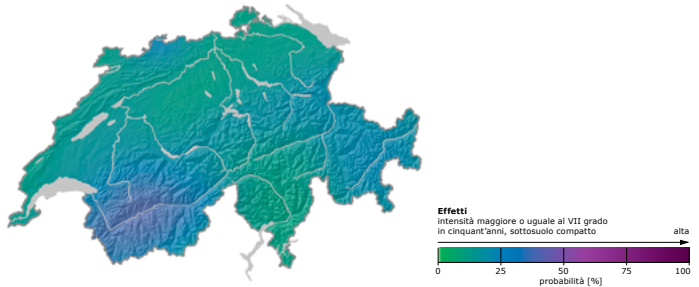 Effetti
intensità maggiore o uguale al VII grado
in cinquant'anni, sottosuolo compatto alta
0 25 50 75 100
probabilità [%]